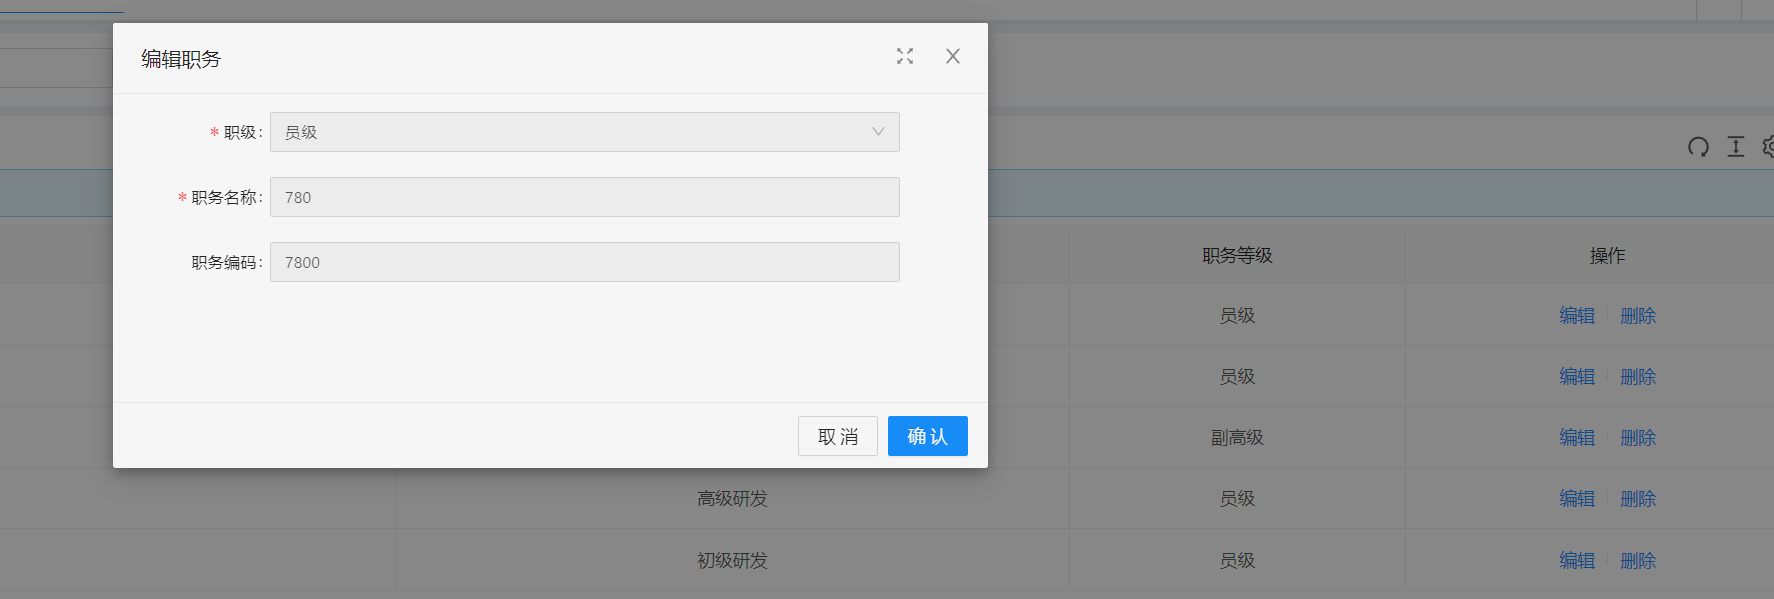 编辑职务
* 职级:
员级
* 职务名称:
780
职务编码:
7800
取 消
确 认
职务等级
操作
员级
编辑
删除
员级
编辑
删除
副高级
编辑
删除
高级研发
员级
编辑
删除
初级研发
员级
编辑
删除